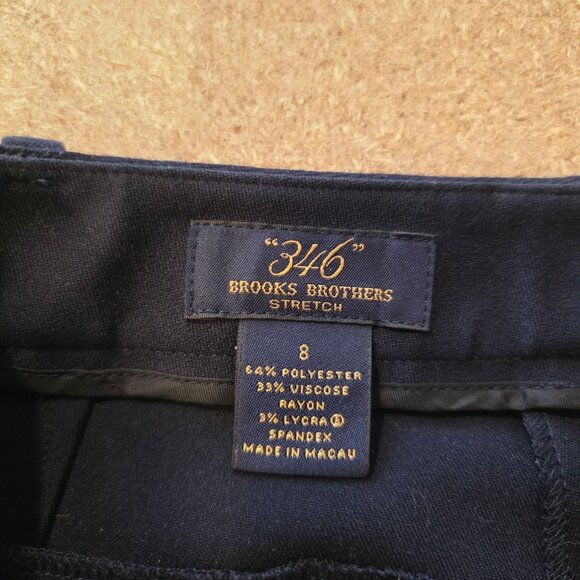 "346"
BROOKS BROTHERS
STRETCH
8
64% POLYESTER
33% VISCOSE
RAYON
3% LYCRA®
SPANDEX
MADE IN MACAU